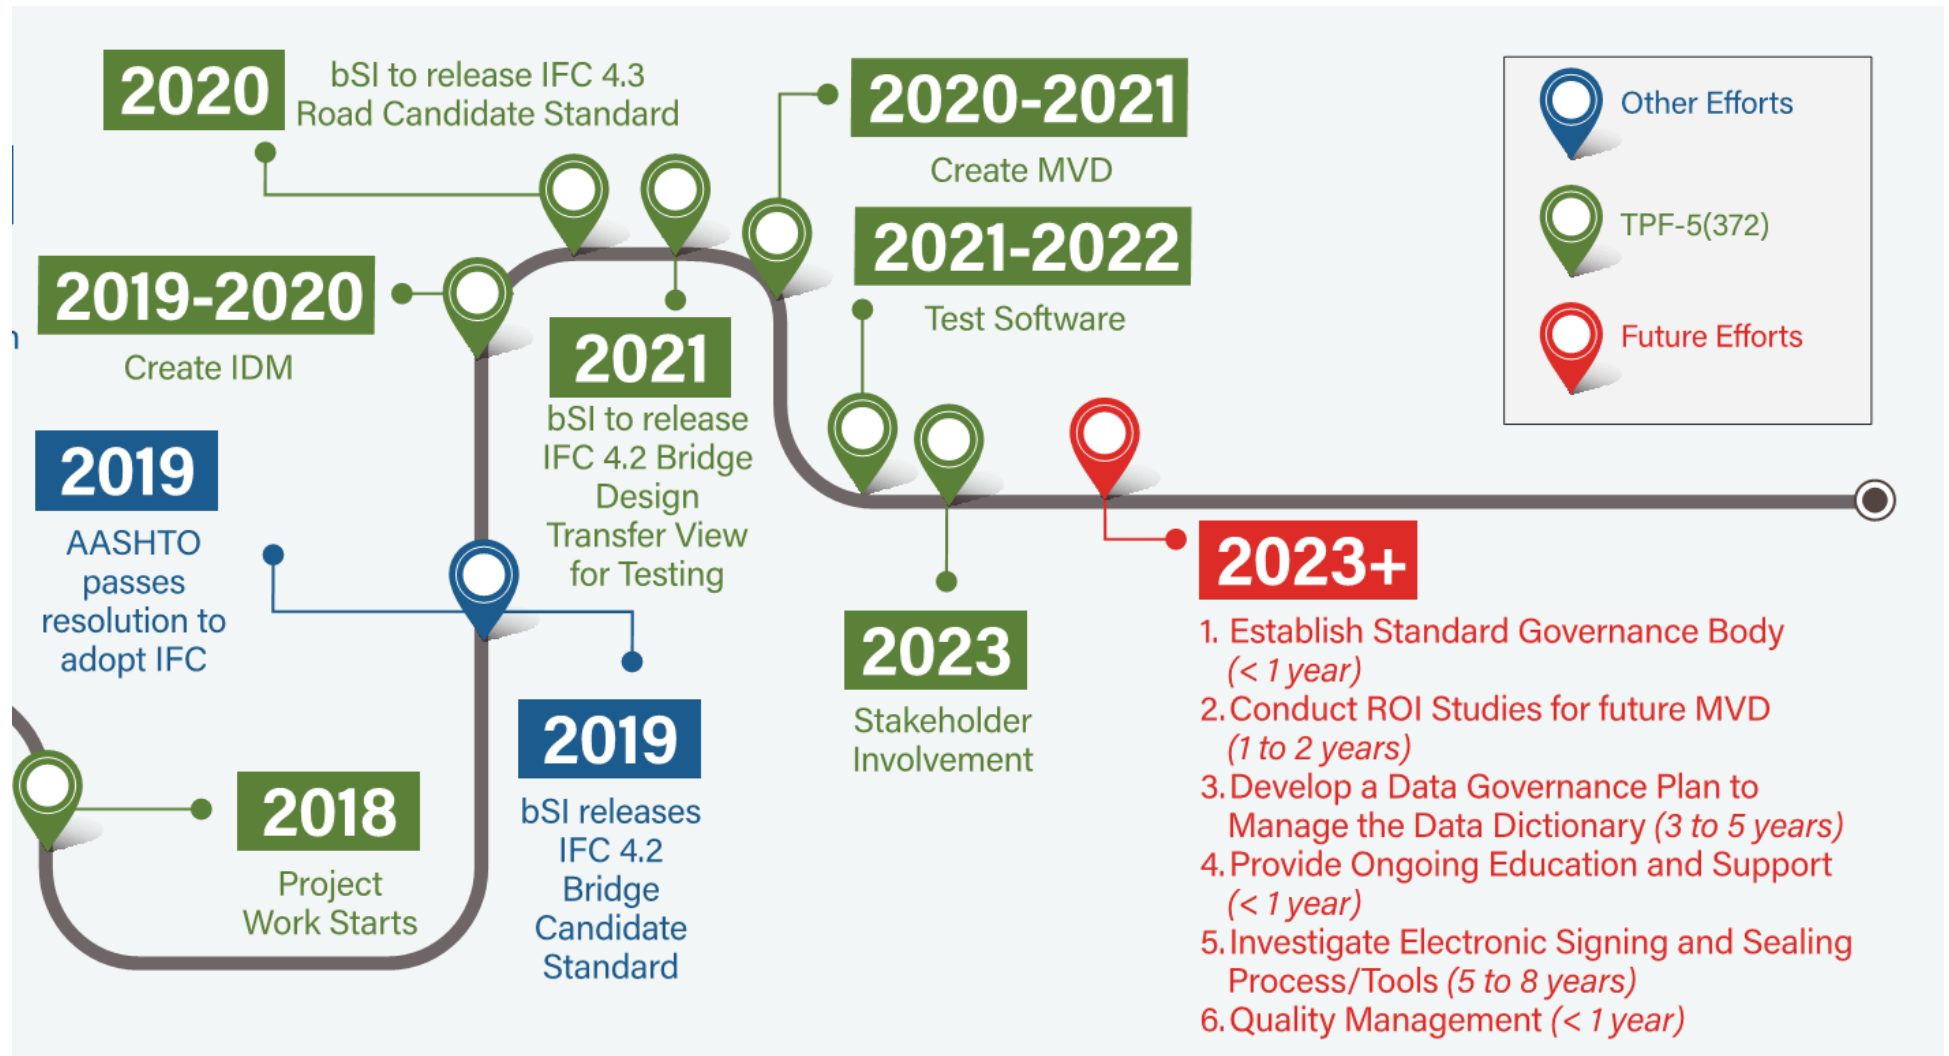 2020
bSI to release IFC 4.3
Road Candidate Standard
2020-2021
Create MVD
2021-2022
Test Software
2019-2020
Create IDM
2021
bSI to release
IFC 4.2 Bridge
Design
Transfer View
for Testing
2019
AASHTO
passes
resolution to
adopt IFC
2019
bSI releases
IFC 4.2
Bridge
Candidate
Standard
2018
Project
Work Starts
2023
Stakeholder
Involvement
2023+
1. Establish Standard Governance Body
(< 1 year)
2. Conduct ROI Studies for future MVD
(1 to 2 years)
3. Develop a Data Governance Plan to
Manage the Data Dictionary (3 to 5 years)
4. Provide Ongoing Education and Support
(< 1 year)
5. Investigate Electronic Signing and Sealing
Process/Tools (5 to 8 years)
6. Quality Management (< 1 year)
Other Efforts
TPF-5(372)
Future Efforts